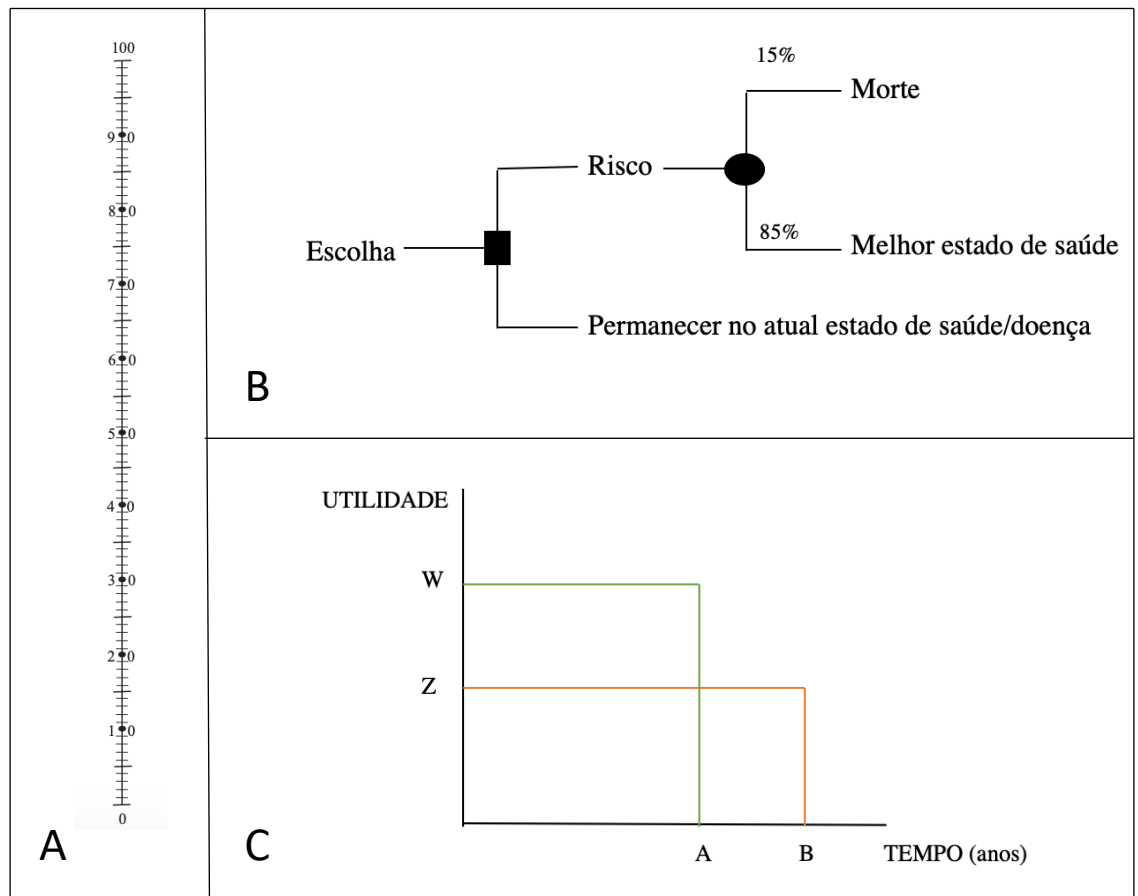 100
90
80
70
60
50
40
30
20
10
0
A
15%
Morte
Risco
85%
Melhor estado de saúde
Escolha
Permanecer no atual estado de saúde/doença
B
UTILIDADE
W
Z
A
B
TEMPO (anos)
C